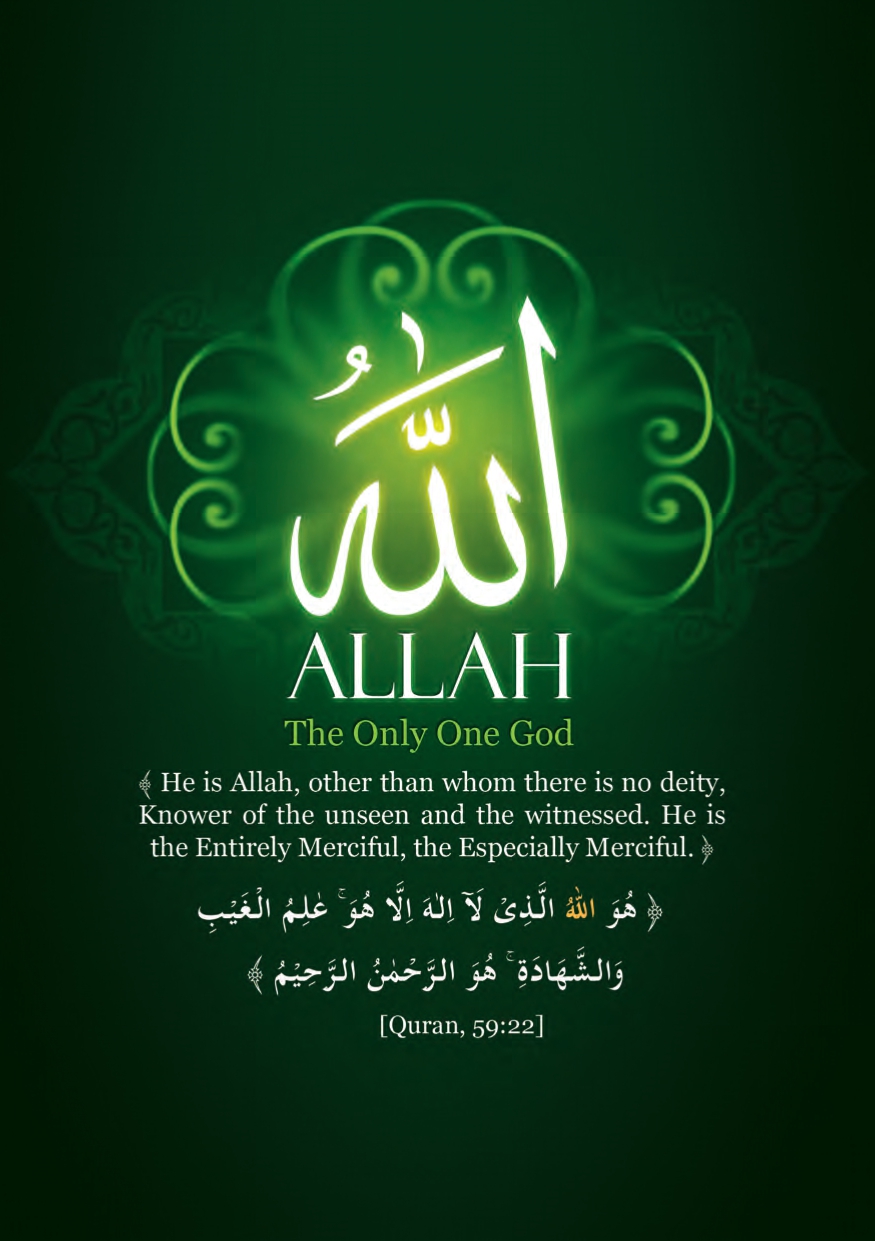 اللّٰهُ
ALLAH
The Only One God
﴾ He is Allah, other than whom there is no deity,
Knower of the unseen and the witnessed. He is
the Entirely Merciful, the Especially Merciful. ﴿
﴿ هُوَ اللّٰهُ الَّذِیْ لَاۤ اِلٰهَ اِلَّا هُوَ ۚ عٰلِمُ الْغَیْبِ
وَالشَّهَادَةِ ۚ هُوَ الرَّحْمٰنُ الرَّحِیْمُ ﴾
[Quran, 59:22]